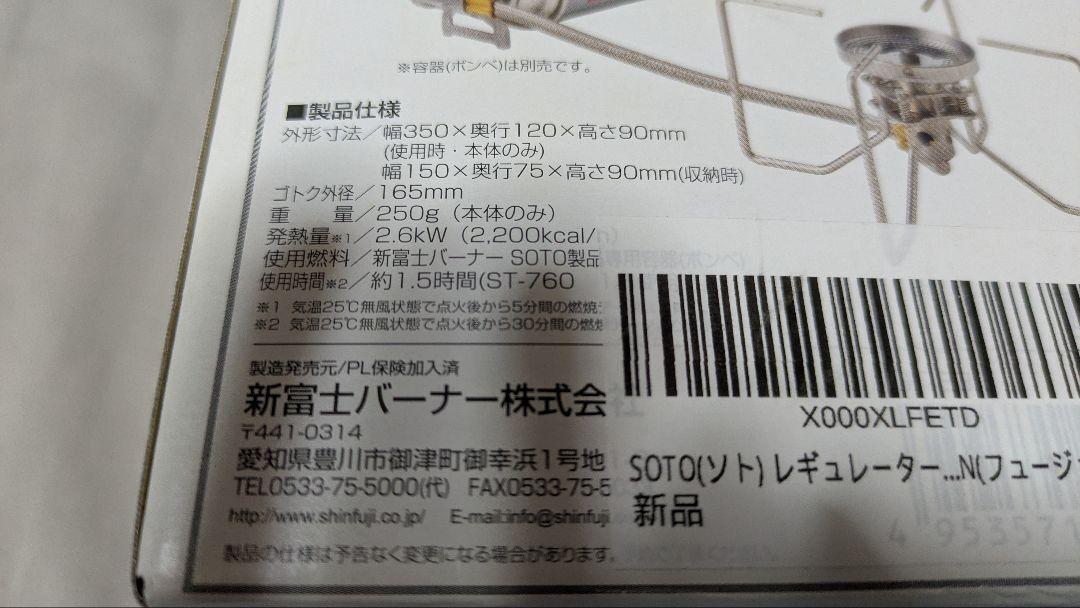 ※容器(ボンベ)は別売です。
■製品仕様
外形寸法／幅350×奥行120×高さ90mm
(使用時・本体のみ)
幅150×奥行75×高さ90mm(収納時)
ゴトク外径／165mm
重　量／250g（本体のみ）
発熱量※1／2.6kW（2,200kcal/h）
使用燃料／新富士バーナー SOTO製品専用容器(ボンベ)
使用時間※2／約1.5時間(ST-760
※1 気温25℃無風状態で点火後から5分間の燃焼
※2 気温25℃無風状態で点火後から30分間の燃焼
製造発売元/PL保険加入済
新富士バーナー株式会社
〒441-0314
愛知県豊川市御津町御幸浜1号地
TEL0533-75-5000(代) FAX0533-75-5
http://www.shinfuji.co.jp/ E-mail:info@shinfuji
製品の仕様は予告なく変更になる場合があります。
X000XLFETD
SOTO(ソト) レギュレーター...N(フュージ
新品
4 953571